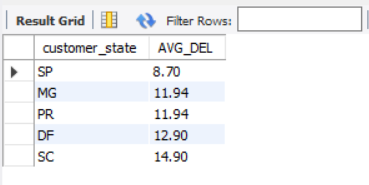 Result Grid Filter Rows:
customer_state AVG_DEL
SP 8.70
MG 11.94
PR 11.94
DF 12.90
SC 14.90